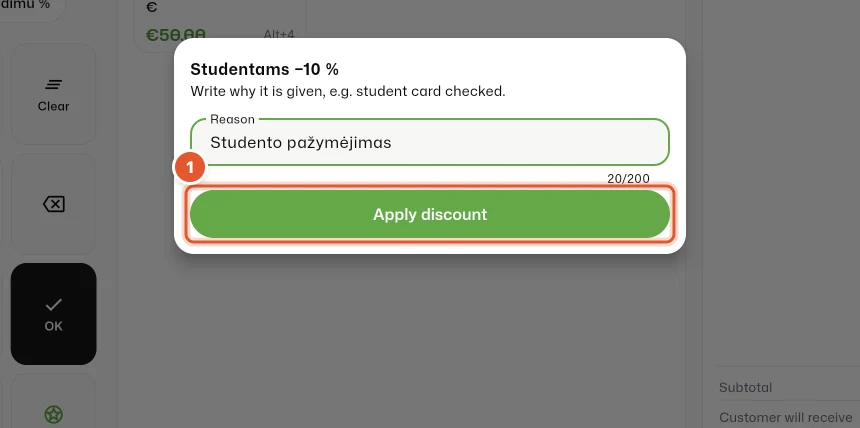 €
€50.00
Alt+4
Clear
OK
Studentams −10 %
Write why it is given, e.g. student card checked.
Reason
Studento pažymėjimas
1
20/200
Apply discount
Subtotal
Customer will receive